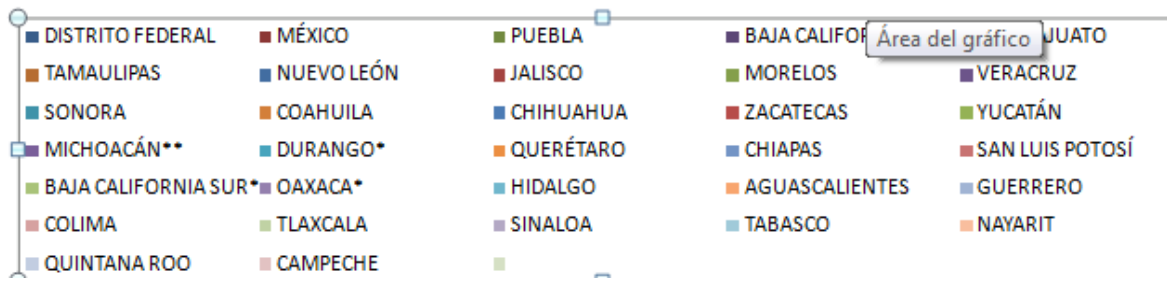 DISTRITO FEDERAL MÉXICO PUEBLA BAJA CALIFOR JUATO
Área del gráfico
TAMAULIPAS NUEVO LEÓN JALISCO MORELOS VERACRUZ
SONORA COAHUILA CHIHUAHUA ZACATECAS YUCATÁN
MICHOACÁN** DURANGO* QUERÉTARO CHIAPAS SAN LUIS POTOSÍ
BAJA CALIFORNIA SUR* OAXACA* HIDALGO AGUASCALIENTES GUERRERO
COLIMA TLAXCALA SINALOA TABASCO NAYARIT
QUINTANA ROO CAMPECHE